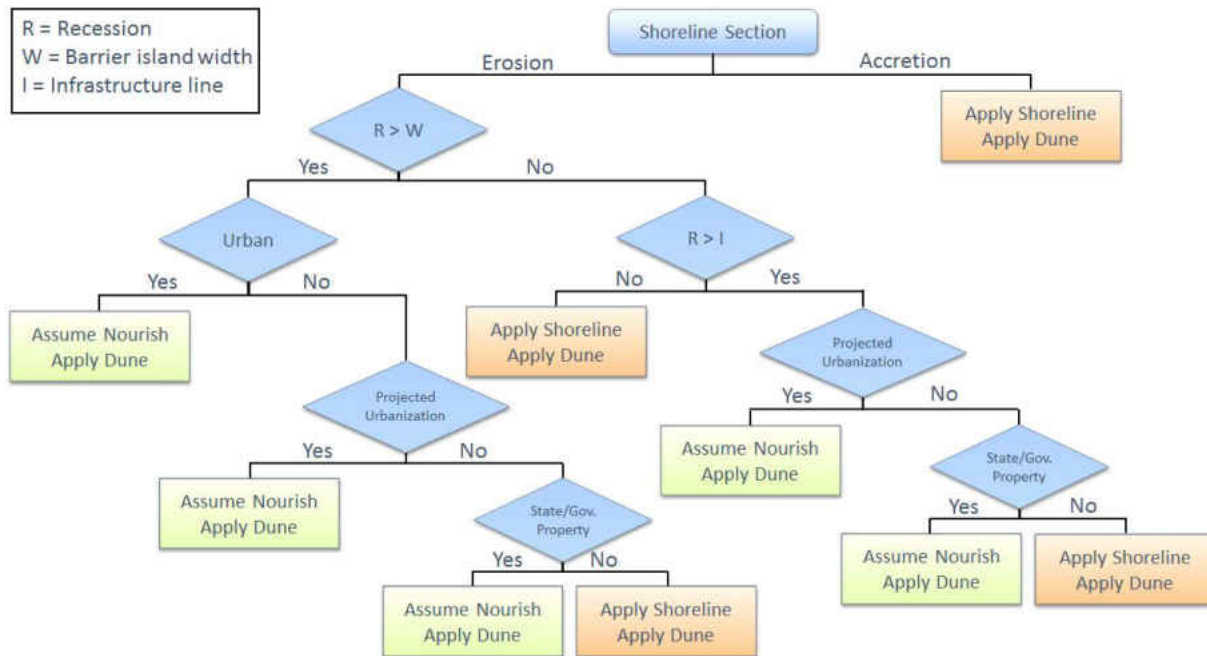 R = Recession
W = Barrier island width
I = Infrastructure line
Shoreline Section
Erosion
Accretion
R > W
Apply Shoreline
Apply Dune
Yes
No
Urban
R > I
Yes
No
No
Yes
Assume Nourish
Apply Dune
Apply Shoreline
Apply Dune
Projected
Urbanization
Projected
Urbanization
Yes
No
Yes
No
Assume Nourish
Apply Dune
State/Gov.
Property
Assume Nourish
Apply Dune
State/Gov.
Property
Yes
No
Yes
No
Assume Nourish
Apply Dune
Apply Shoreline
Apply Dune
Assume Nourish
Apply Dune
Apply Shoreline
Apply Dune